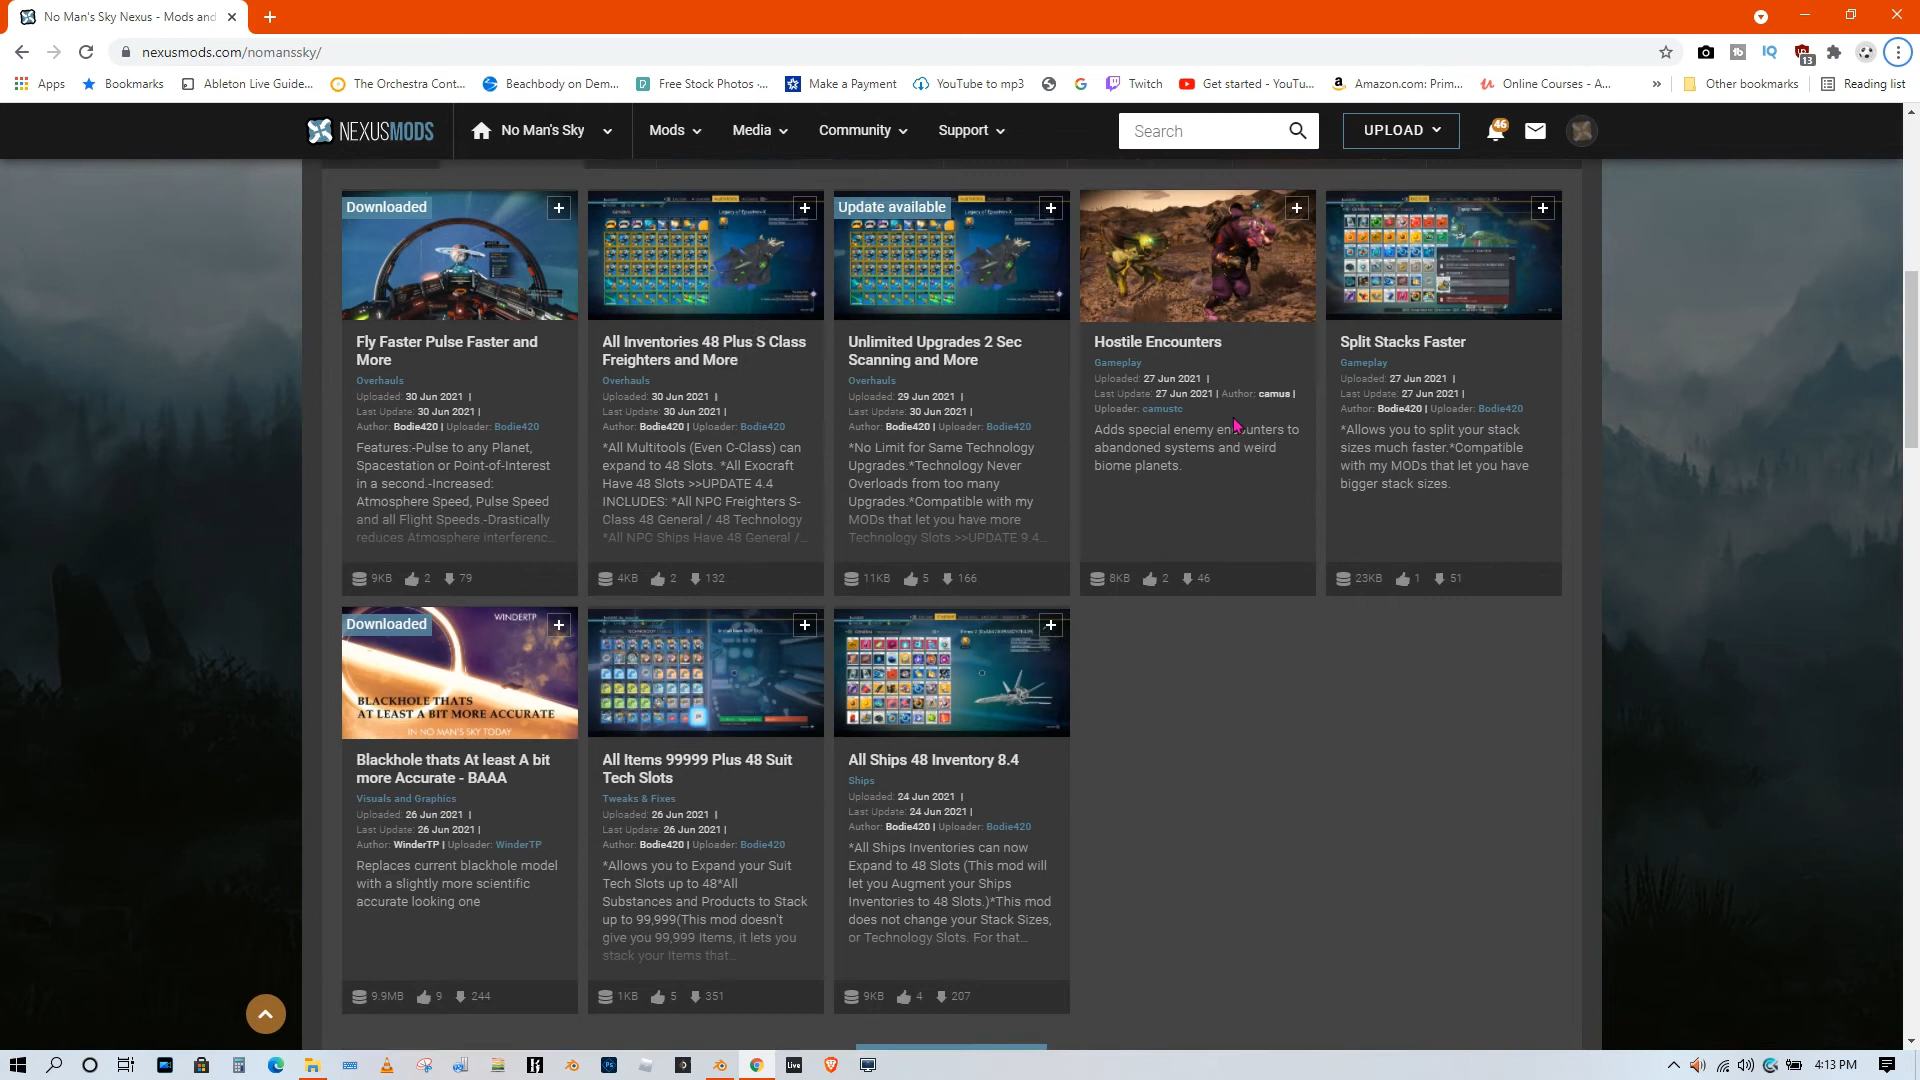 No Man's Sky Nexus - Mods and
nexusmods.com/nomanssky/
13
Apps Bookmarks Ableton Live Guide... The Orchestra Cont... Beachbody on Dem... Free Stock Photos -... Make a Payment YouTube to mp3 Twitch Get started - YouTu... Amazon.com: Prim... Online Courses - A... » Other bookmarks Reading list
NEXUSMODS No Man's Sky Mods Media Community Support Search UPLOAD 46
Downloaded
Fly Faster Pulse Faster and
More
Overhauls
Uploaded: 30 Jun 2021 |
Last Update: 30 Jun 2021 |
Author: Bodie420 | Uploader: Bodie420
Features:-Pulse to any Planet,
Spacestation or Point-of-Interest
in a second.-Increased:
Atmosphere Speed, Pulse Speed
and all Flight Speeds.-Drastically
reduces Atmosphere interferenc...
9KB 2 79
All Inventories 48 Plus S Class
Freighters and More
Overhauls
Uploaded: 30 Jun 2021 |
Last Update: 30 Jun 2021 |
Author: Bodie420 | Uploader: Bodie420
*All Multitools (Even C-Class) can
expand to 48 Slots. *All Exocraft
Have 48 Slots >>UPDATE 4.4
INCLUDES: *All NPC Freighters S-
Class 48 General / 48 Technology
*All NPC Ships Have 48 General /...
4KB 2 132
Update available
Unlimited Upgrades 2 Sec
Scanning and More
Overhauls
Uploaded: 29 Jun 2021 |
Last Update: 30 Jun 2021 |
Author: Bodie420 | Uploader: Bodie420
*No Limit for Same Technology
Upgrades.*Technology Never
Overloads from too many
Upgrades.*Compatible with my
MODs that let you have more
Technology Slots.>>UPDATE 9.4...
11KB 5 166
Hostile Encounters
Gameplay
Uploaded: 27 Jun 2021 |
Last Update: 27 Jun 2021 | Author: camus |
Uploader: camustc
Adds special enemy encounters to
abandoned systems and weird
biome planets.
8KB 2 46
Split Stacks Faster
Gameplay
Uploaded: 27 Jun 2021 |
Last Update: 27 Jun 2021 |
Author: Bodie420 | Uploader: Bodie420
*Allows you to split your stack
sizes much faster.*Compatible
with my MODs that let you have
bigger stack sizes.
23KB 1 51
Downloaded
WINDERTP
BLACKHOLE THATS
AT LEAST A BIT MORE ACCURATE
IN NO MAN'S SKY TODAY
Blackhole thats At least A bit
more Accurate - BAAA
Visuals and Graphics
Uploaded: 26 Jun 2021 |
Last Update: 26 Jun 2021 |
Author: WinderTP | Uploader: WinderTP
Replaces current blackhole model
with a slightly more scientific
accurate looking one
9.9MB 9 244
All Items 99999 Plus 48 Suit
Tech Slots
Tweaks & Fixes
Uploaded: 26 Jun 2021 |
Last Update: 26 Jun 2021 |
Author: Bodie420 | Uploader: Bodie420
*Allows you to Expand your Suit
Tech Slots up to 48*All
Substances and Products to Stack
up to 99,999(This mod doesn't
give you 99,999 Items, it lets you
stack your Items that...
1KB 5 351
All Ships 48 Inventory 8.4
Ships
Uploaded: 24 Jun 2021 |
Last Update: 24 Jun 2021 |
Author: Bodie420 | Uploader: Bodie420
*All Ships Inventories can now
Expand to 48 Slots (This mod will
let you Augment your Ships
Inventories to 48 Slots.)*This mod
does not change your Stack Sizes,
or Technology Slots. For that...
9KB 4 207
Live
4:13 PM